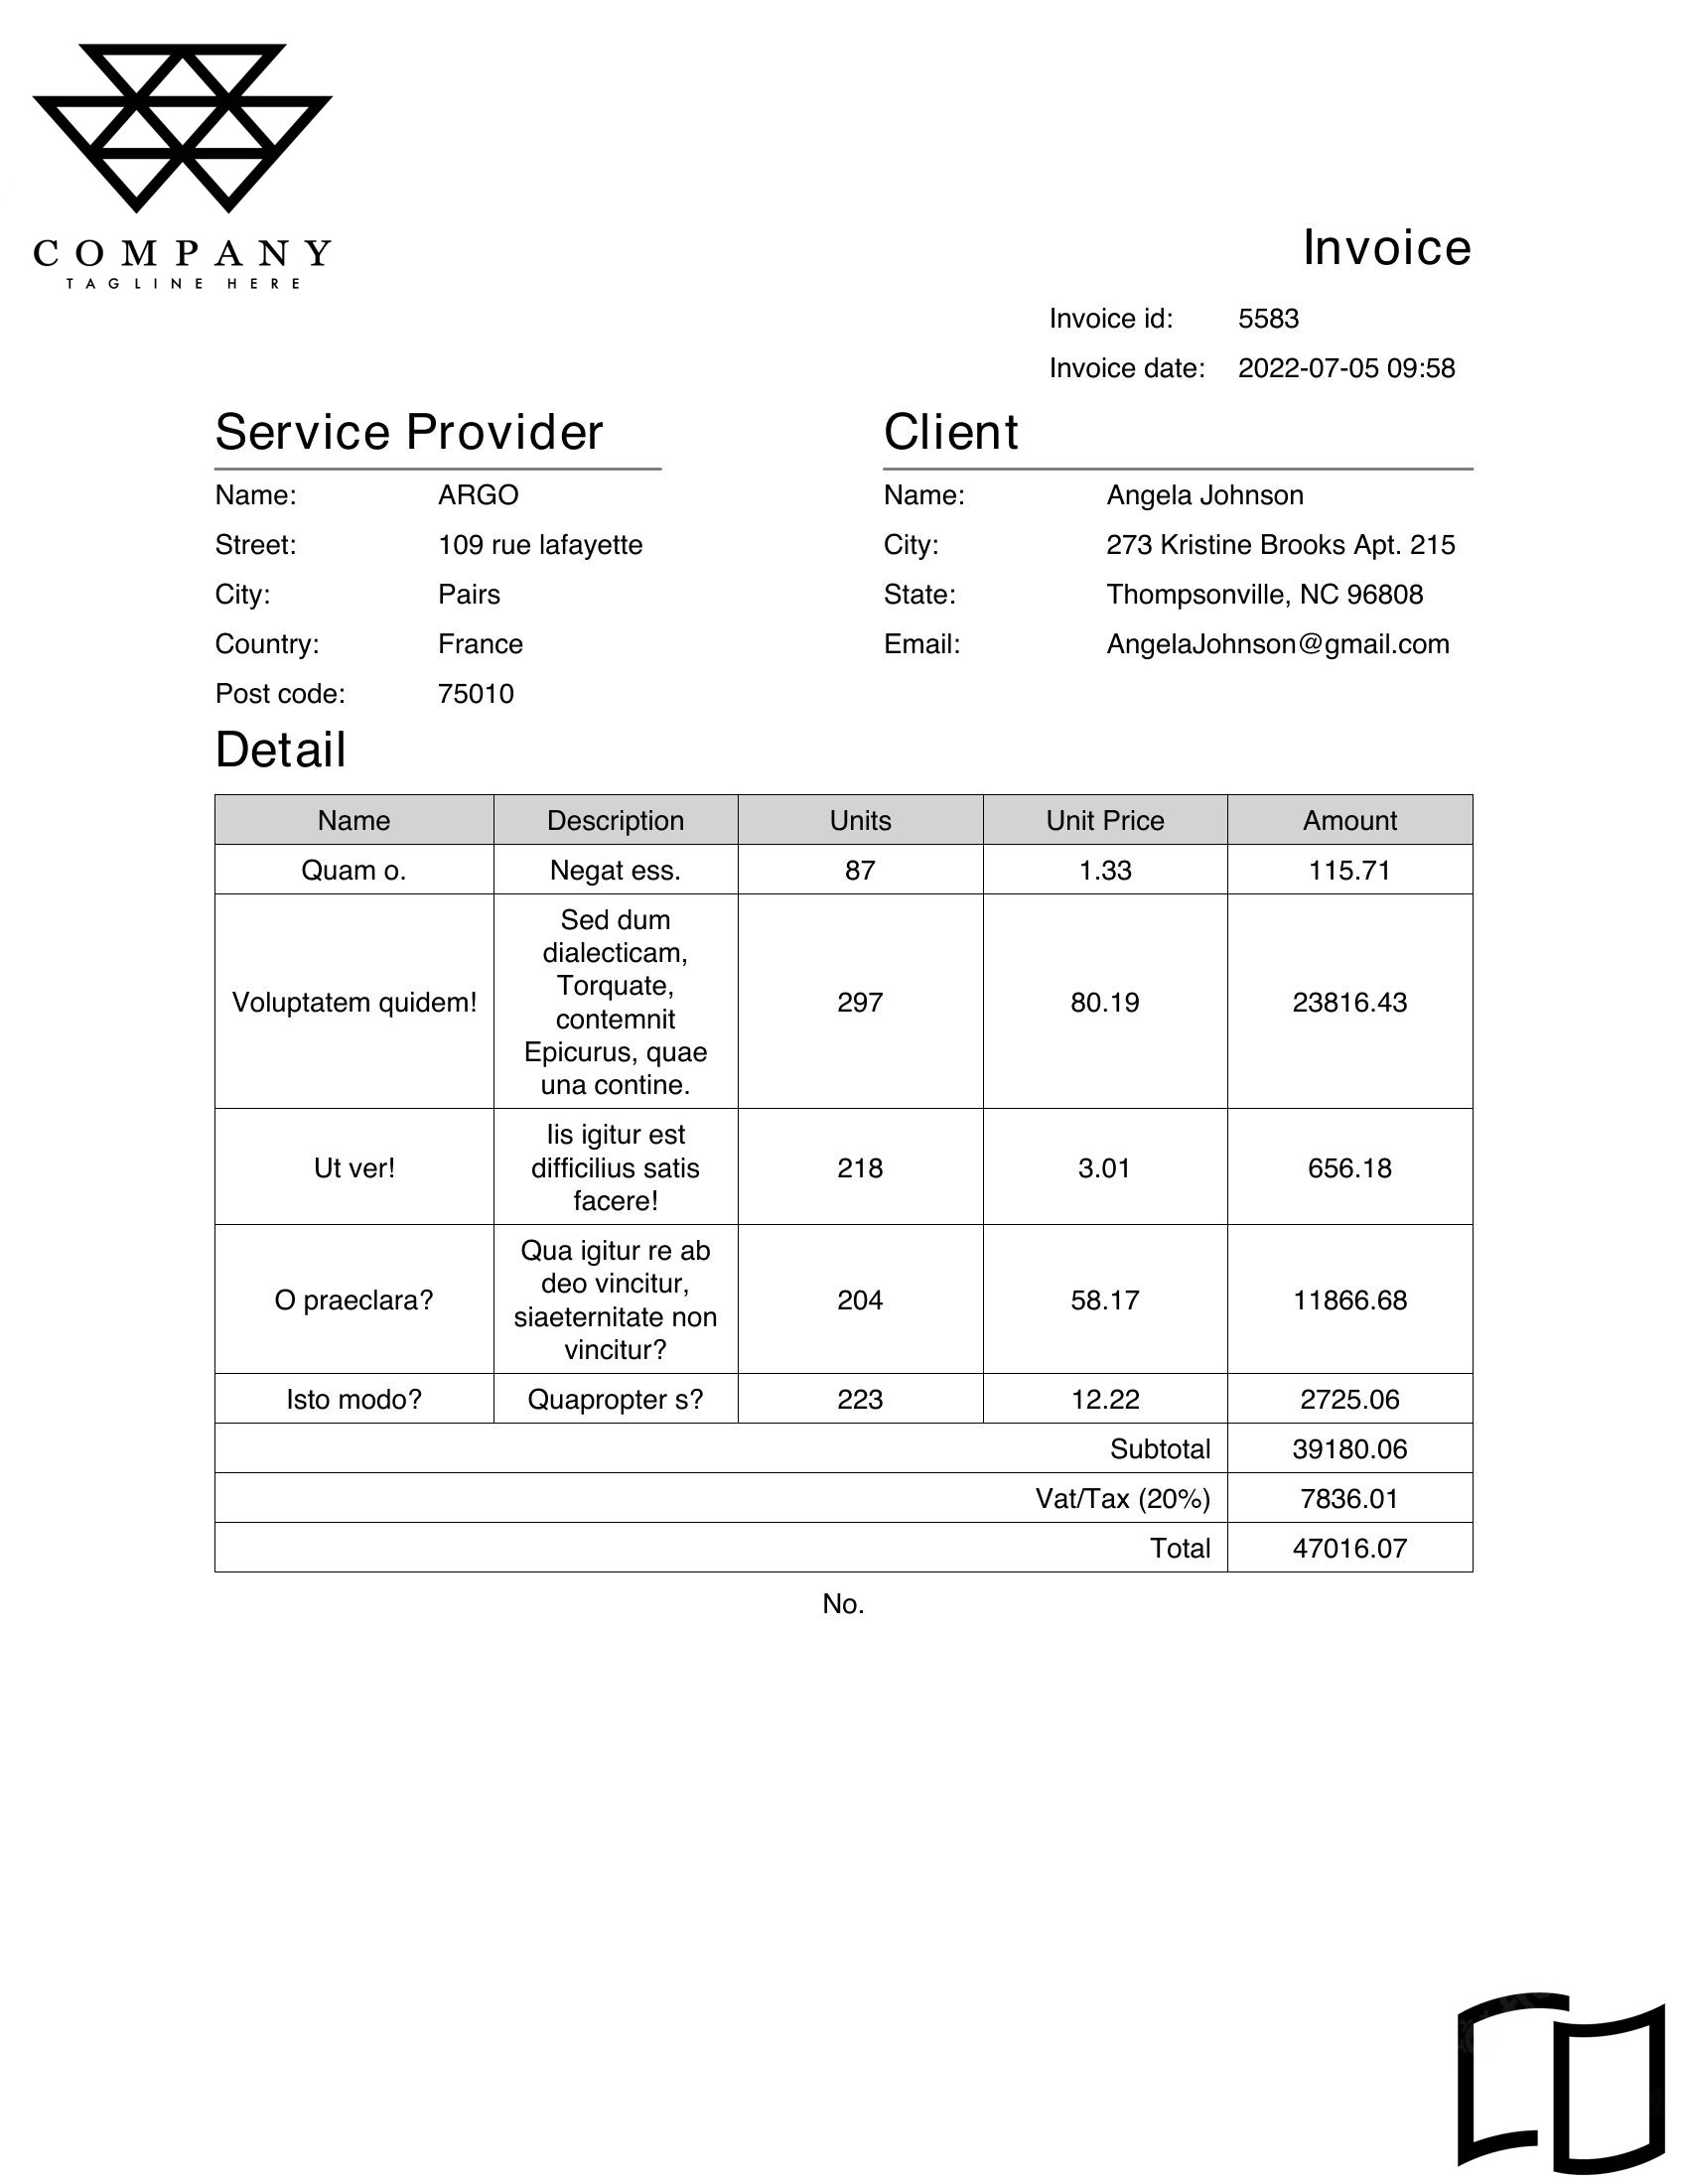 COMPANY
TAGLINE HERE
Invoice
Invoice id: 5583
Invoice date: 2022-07-05 09:58
Service Provider
Name: ARGO
Street: 109 rue lafayette
City: Pairs
Country: France
Post code: 75010
Client
Name: Angela Johnson
City: 273 Kristine Brooks Apt. 215
State: Thompsonville, NC 96808
Email: AngelaJohnson@gmail.com
Detail
Name Description Units Unit Price Amount
Quam o. Negat ess. 87 1.33 115.71
Sed dum
dialecticam,
Torquate,
Voluptatem quidem! contemnit 297 80.19 23816.43
Epicurus, quae
una contine.
Iis igitur est
Ut ver! difficilius satis 218 3.01 656.18
facere!
Qua igitur re ab
deo vincitur,
O praeclara? siaeternitate non 204 58.17 11866.68
vincitur?
Isto modo? Quapropter s? 223 12.22 2725.06
Subtotal 39180.06
Vat/Tax (20%) 7836.01
Total 47016.07
No.